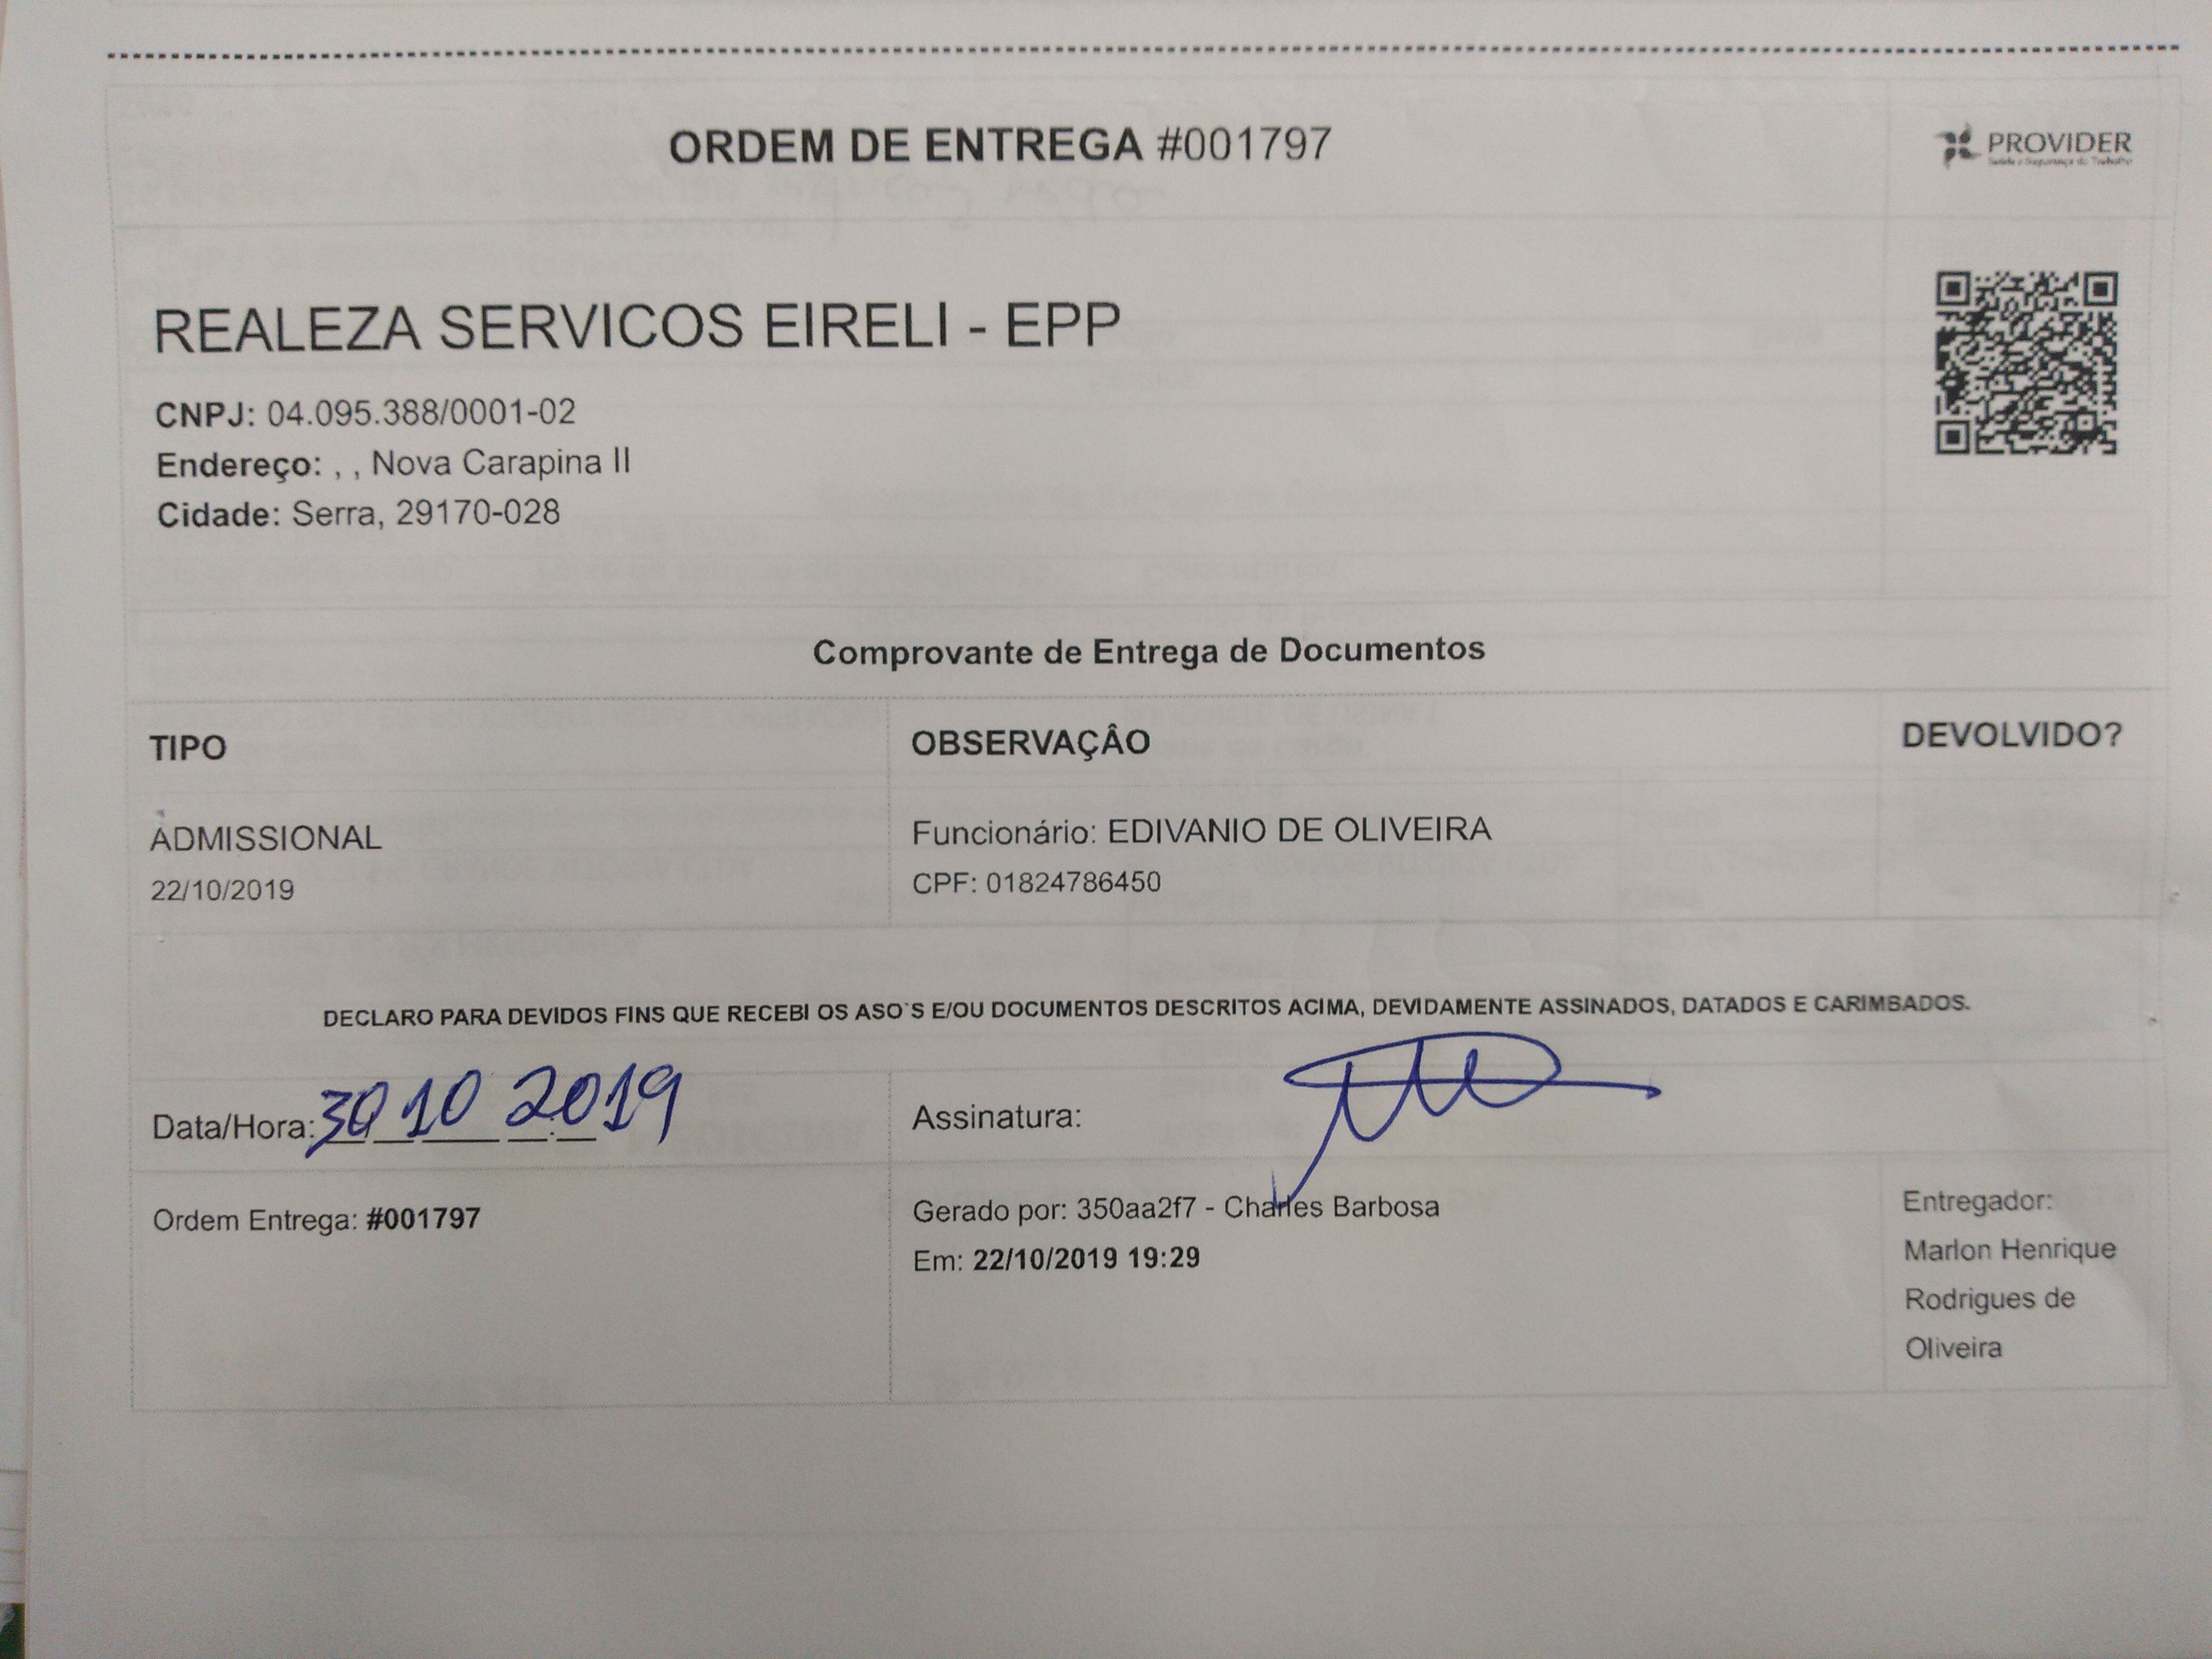 ORDEM DE ENTREGA #001797
PROVIDER
Saúde e Segurança do Trabalho
REALEZA SERVICOS EIRELI - EPP
CNPJ: 04.095.388/0001-02
Endereço: , , Nova Carapina II
Cidade: Serra, 29170-028
Comprovante de Entrega de Documentos
TIPO OBSERVAÇÂO DEVOLVIDO?
ADMISSIONAL Funcionário: EDIVANIO DE OLIVEIRA
22/10/2019 CPF: 01824786450
DECLARO PARA DEVIDOS FINS QUE RECEBI OS ASO`S E/OU DOCUMENTOS DESCRITOS ACIMA, DEVIDAMENTE ASSINADOS, DATADOS E CARIMBADOS.
Data/Hora: 30 10 2019 Assinatura:
Ordem Entrega: #001797
Gerado por: 350aa2f7 - Charles Barbosa
Em: 22/10/2019 19:29
Entregador:
Marlon Henrique
Rodrigues de
Oliveira